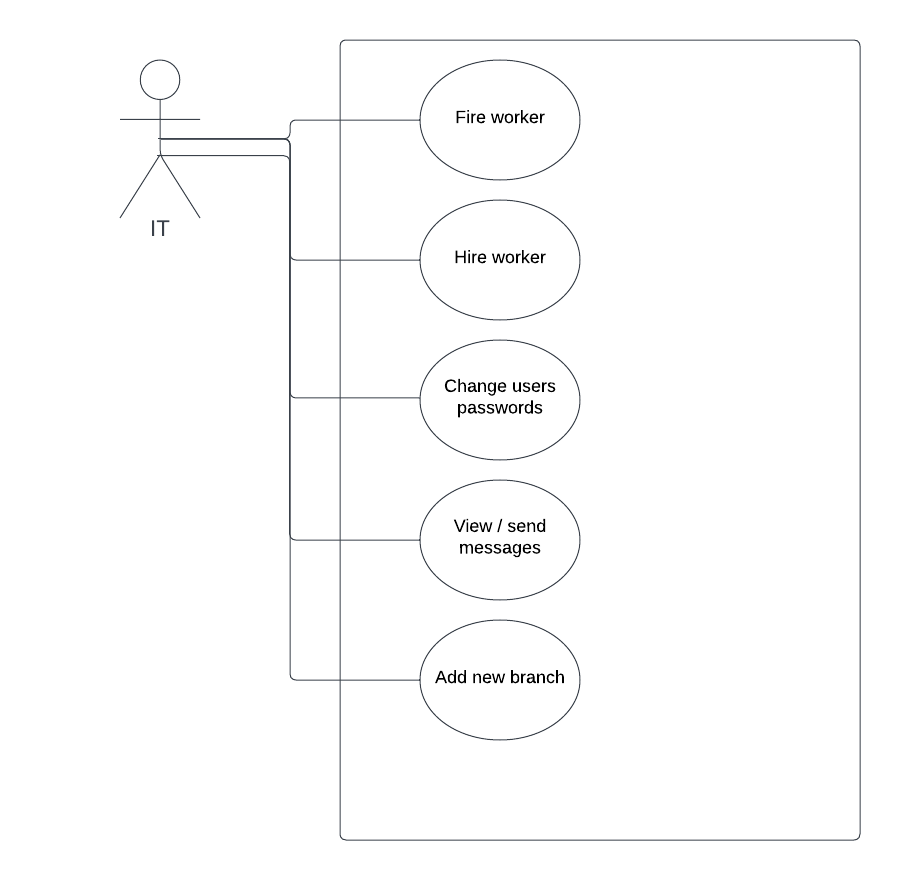 Fire worker
IT
Hire worker
Change users
passwords
View / send
messages
Add new branch